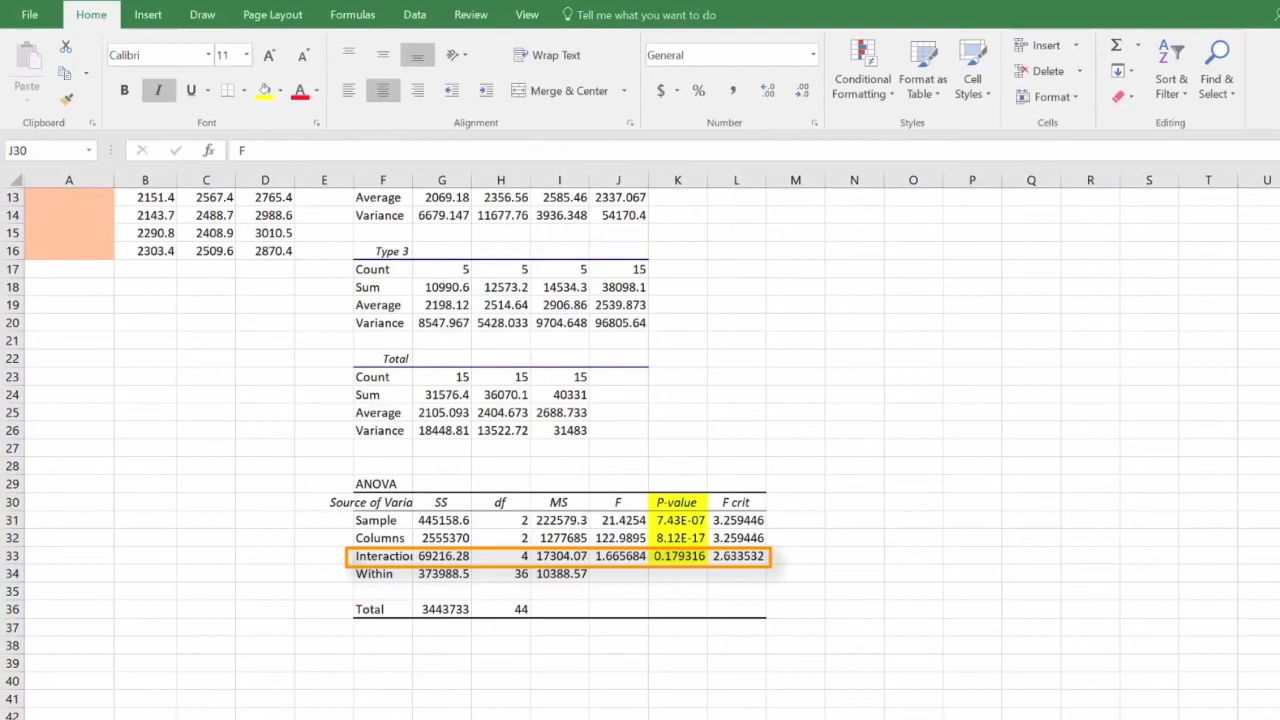 File Home Insert Draw Page Layout Formulas Data Review View Tell me what you want to do
Calibri 11 Wrap Text General Insert
Paste Conditional Formatting Format as Table Cell Styles Delete Sort & Filter Find & Select
B I U Merge & Center $ % Format
Clipboard Font Alignment Number Styles Cells Editing
J30 fx F
A B C D E F G H I J K L M N O P Q R S T U
13 2151.4 2567.4 2765.4 Average 2069.18 2356.56 2585.46 2337.067
14 2143.7 2488.7 2988.6 Variance 6679.147 11677.76 3936.348 54170.4
15 2290.8 2408.9 3010.5
16 2303.4 2509.6 2870.4 Type 3
17 Count 5 5 5 15
18 Sum 10990.6 12573.2 14534.3 38098.1
19 Average 2198.12 2514.64 2906.86 2539.873
20 Variance 8547.967 5428.033 9704.648 96805.64
21
22 Total
23 Count 15 15 15
24 Sum 31576.4 36070.1 40331
25 Average 2105.093 2404.673 2688.733
26 Variance 18448.81 13522.72 31483
27
28
29 ANOVA
30 Source of Varia SS df MS F P-value F crit
31 Sample 445158.6 2 222579.3 21.4254 7.43E-07 3.259446
32 Columns 2555370 2 1277685 122.9895 8.12E-17 3.259446
33 Interaction 69216.28 4 17304.07 1.665684 0.179316 2.633532
34 Within 373988.5 36 10388.57
35
36 Total 3443733 44
37
38
39
40
41
42